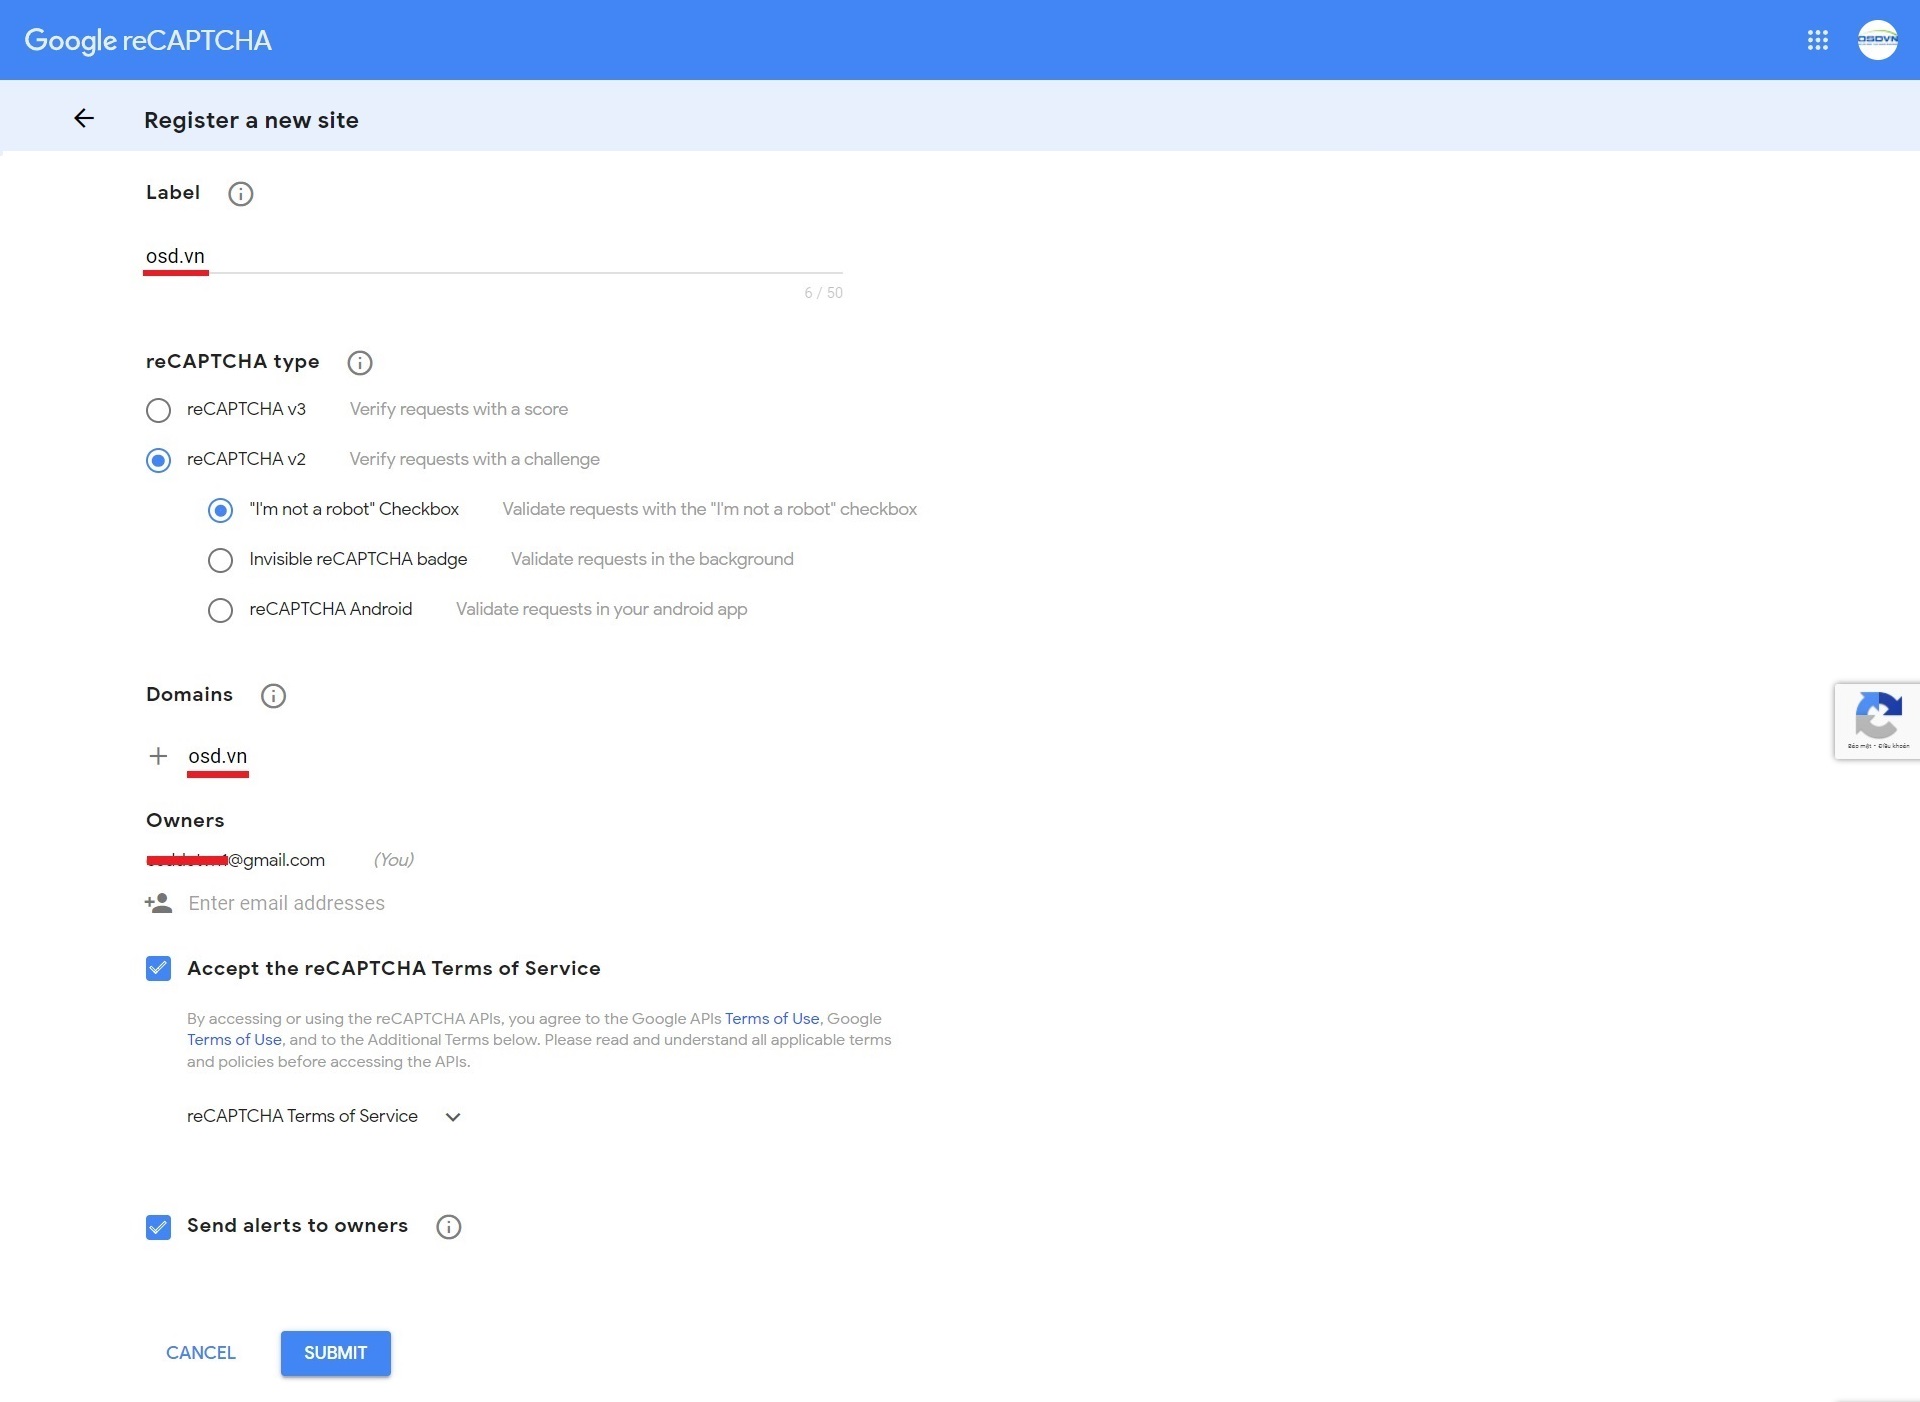 Google reCAPTCHA
OSDVN
Register a new site
Label
osd.vn
6 / 50
reCAPTCHA type
reCAPTCHA v3 Verify requests with a score
reCAPTCHA v2 Verify requests with a challenge
"I'm not a robot" Checkbox Validate requests with the "I'm not a robot" checkbox
Invisible reCAPTCHA badge Validate requests in the background
reCAPTCHA Android Validate requests in your android app
Domains
osd.vn
Bảo mật - Điều khoản
Owners
@gmail.com (You)
Enter email addresses
Accept the reCAPTCHA Terms of Service
By accessing or using the reCAPTCHA APIs, you agree to the Google APIs Terms of Use, Google
Terms of Use, and to the Additional Terms below. Please read and understand all applicable terms
and policies before accessing the APIs.
reCAPTCHA Terms of Service
Send alerts to owners
CANCEL SUBMIT